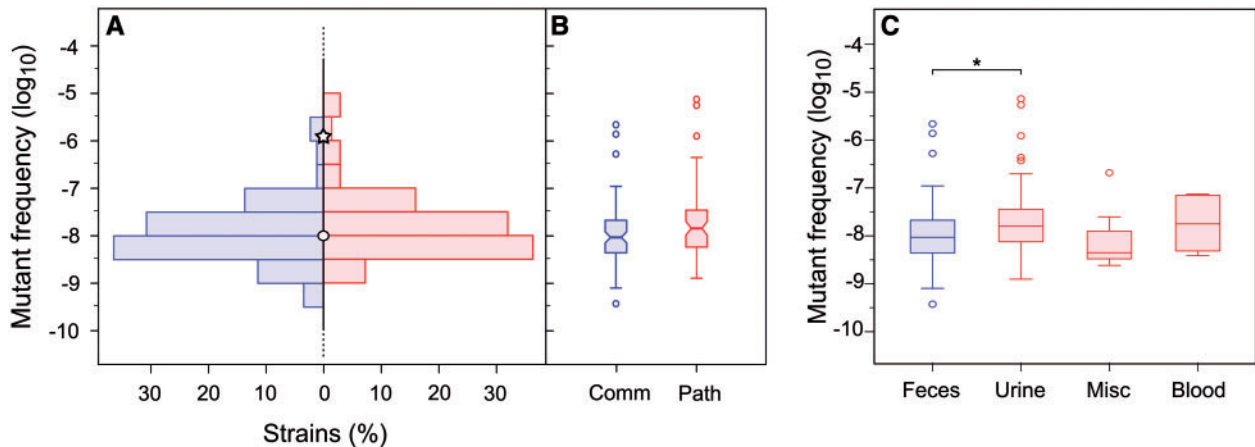 A
B
C
Mutant frequency (log10)
-4
-5
-6
-7
-8
-9
-10
30 20 10 0 10 20 30
Strains (%)
Comm Path
Mutant frequency (log10)
-4
-5
-6
-7
-8
-9
-10
*
Feces Urine Misc Blood